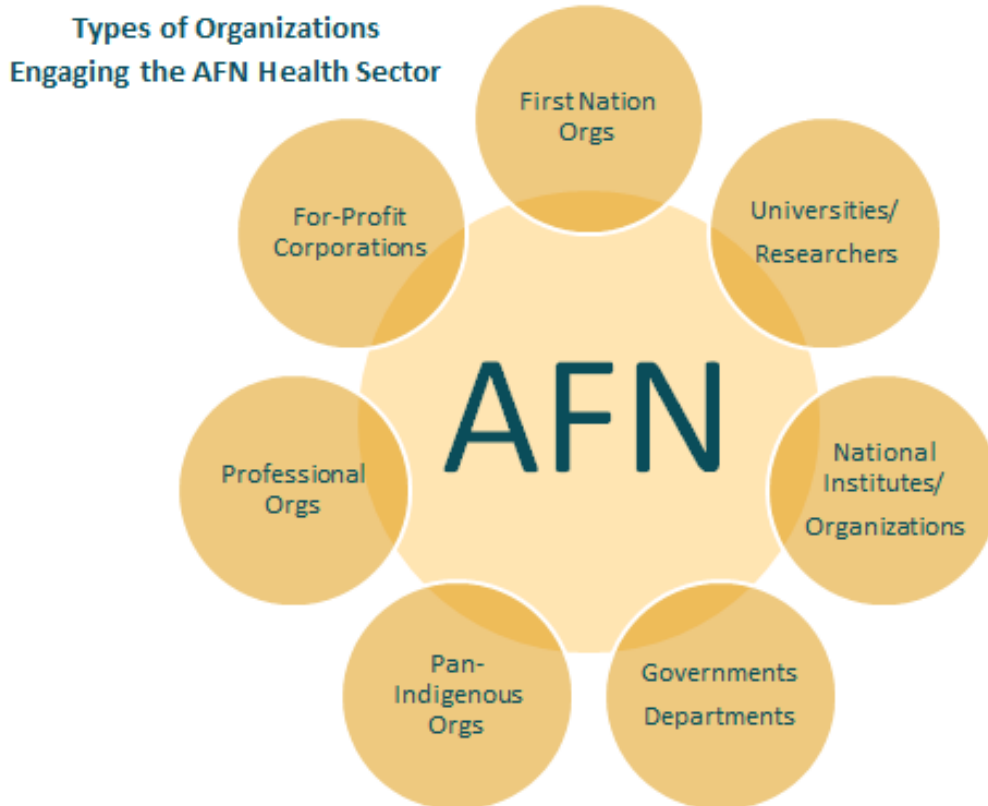 Types of Organizations
Engaging the AFN Health Sector
First Nation
Orgs
For-Profit
Corporations
Universities/
Researchers
AFN
Professional
Orgs
National
Institutes/
Organizations
Pan-
Indigenous
Orgs
Governments
Departments